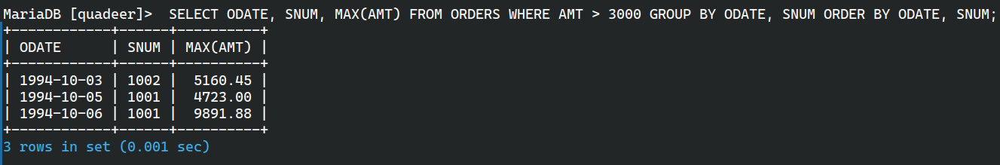 MariaDB [quadeer]>  SELECT ODATE, SNUM, MAX(AMT) FROM ORDERS WHERE AMT > 3000 GROUP BY ODATE, SNUM ORDER BY ODATE, SNUM;
+------------+------+----------+
| ODATE      | SNUM | MAX(AMT) |
+------------+------+----------+
| 1994-10-03 | 1002 |  5160.45 |
| 1994-10-05 | 1001 |  4723.00 |
| 1994-10-06 | 1001 |  9891.88 |
+------------+------+----------+
3 rows in set (0.001 sec)